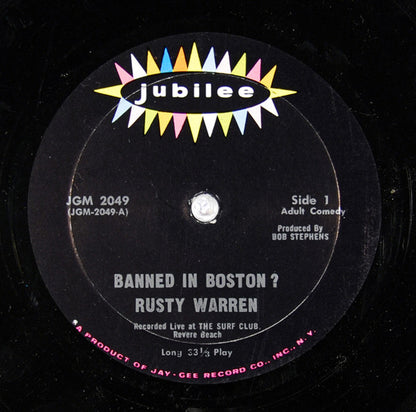 jubilee
JGM 2049
(JGM-2049-A)
Side 1
Adult Comedy
Produced By
BOB STEPHENS
BANNED IN BOSTON?
RUSTY WARREN
Recorded Live at THE SURF CLUB,
Revere Beach
Long 33⅓ Play
A PRODUCT OF JAY-GEE RECORD CO., INC., N.Y.